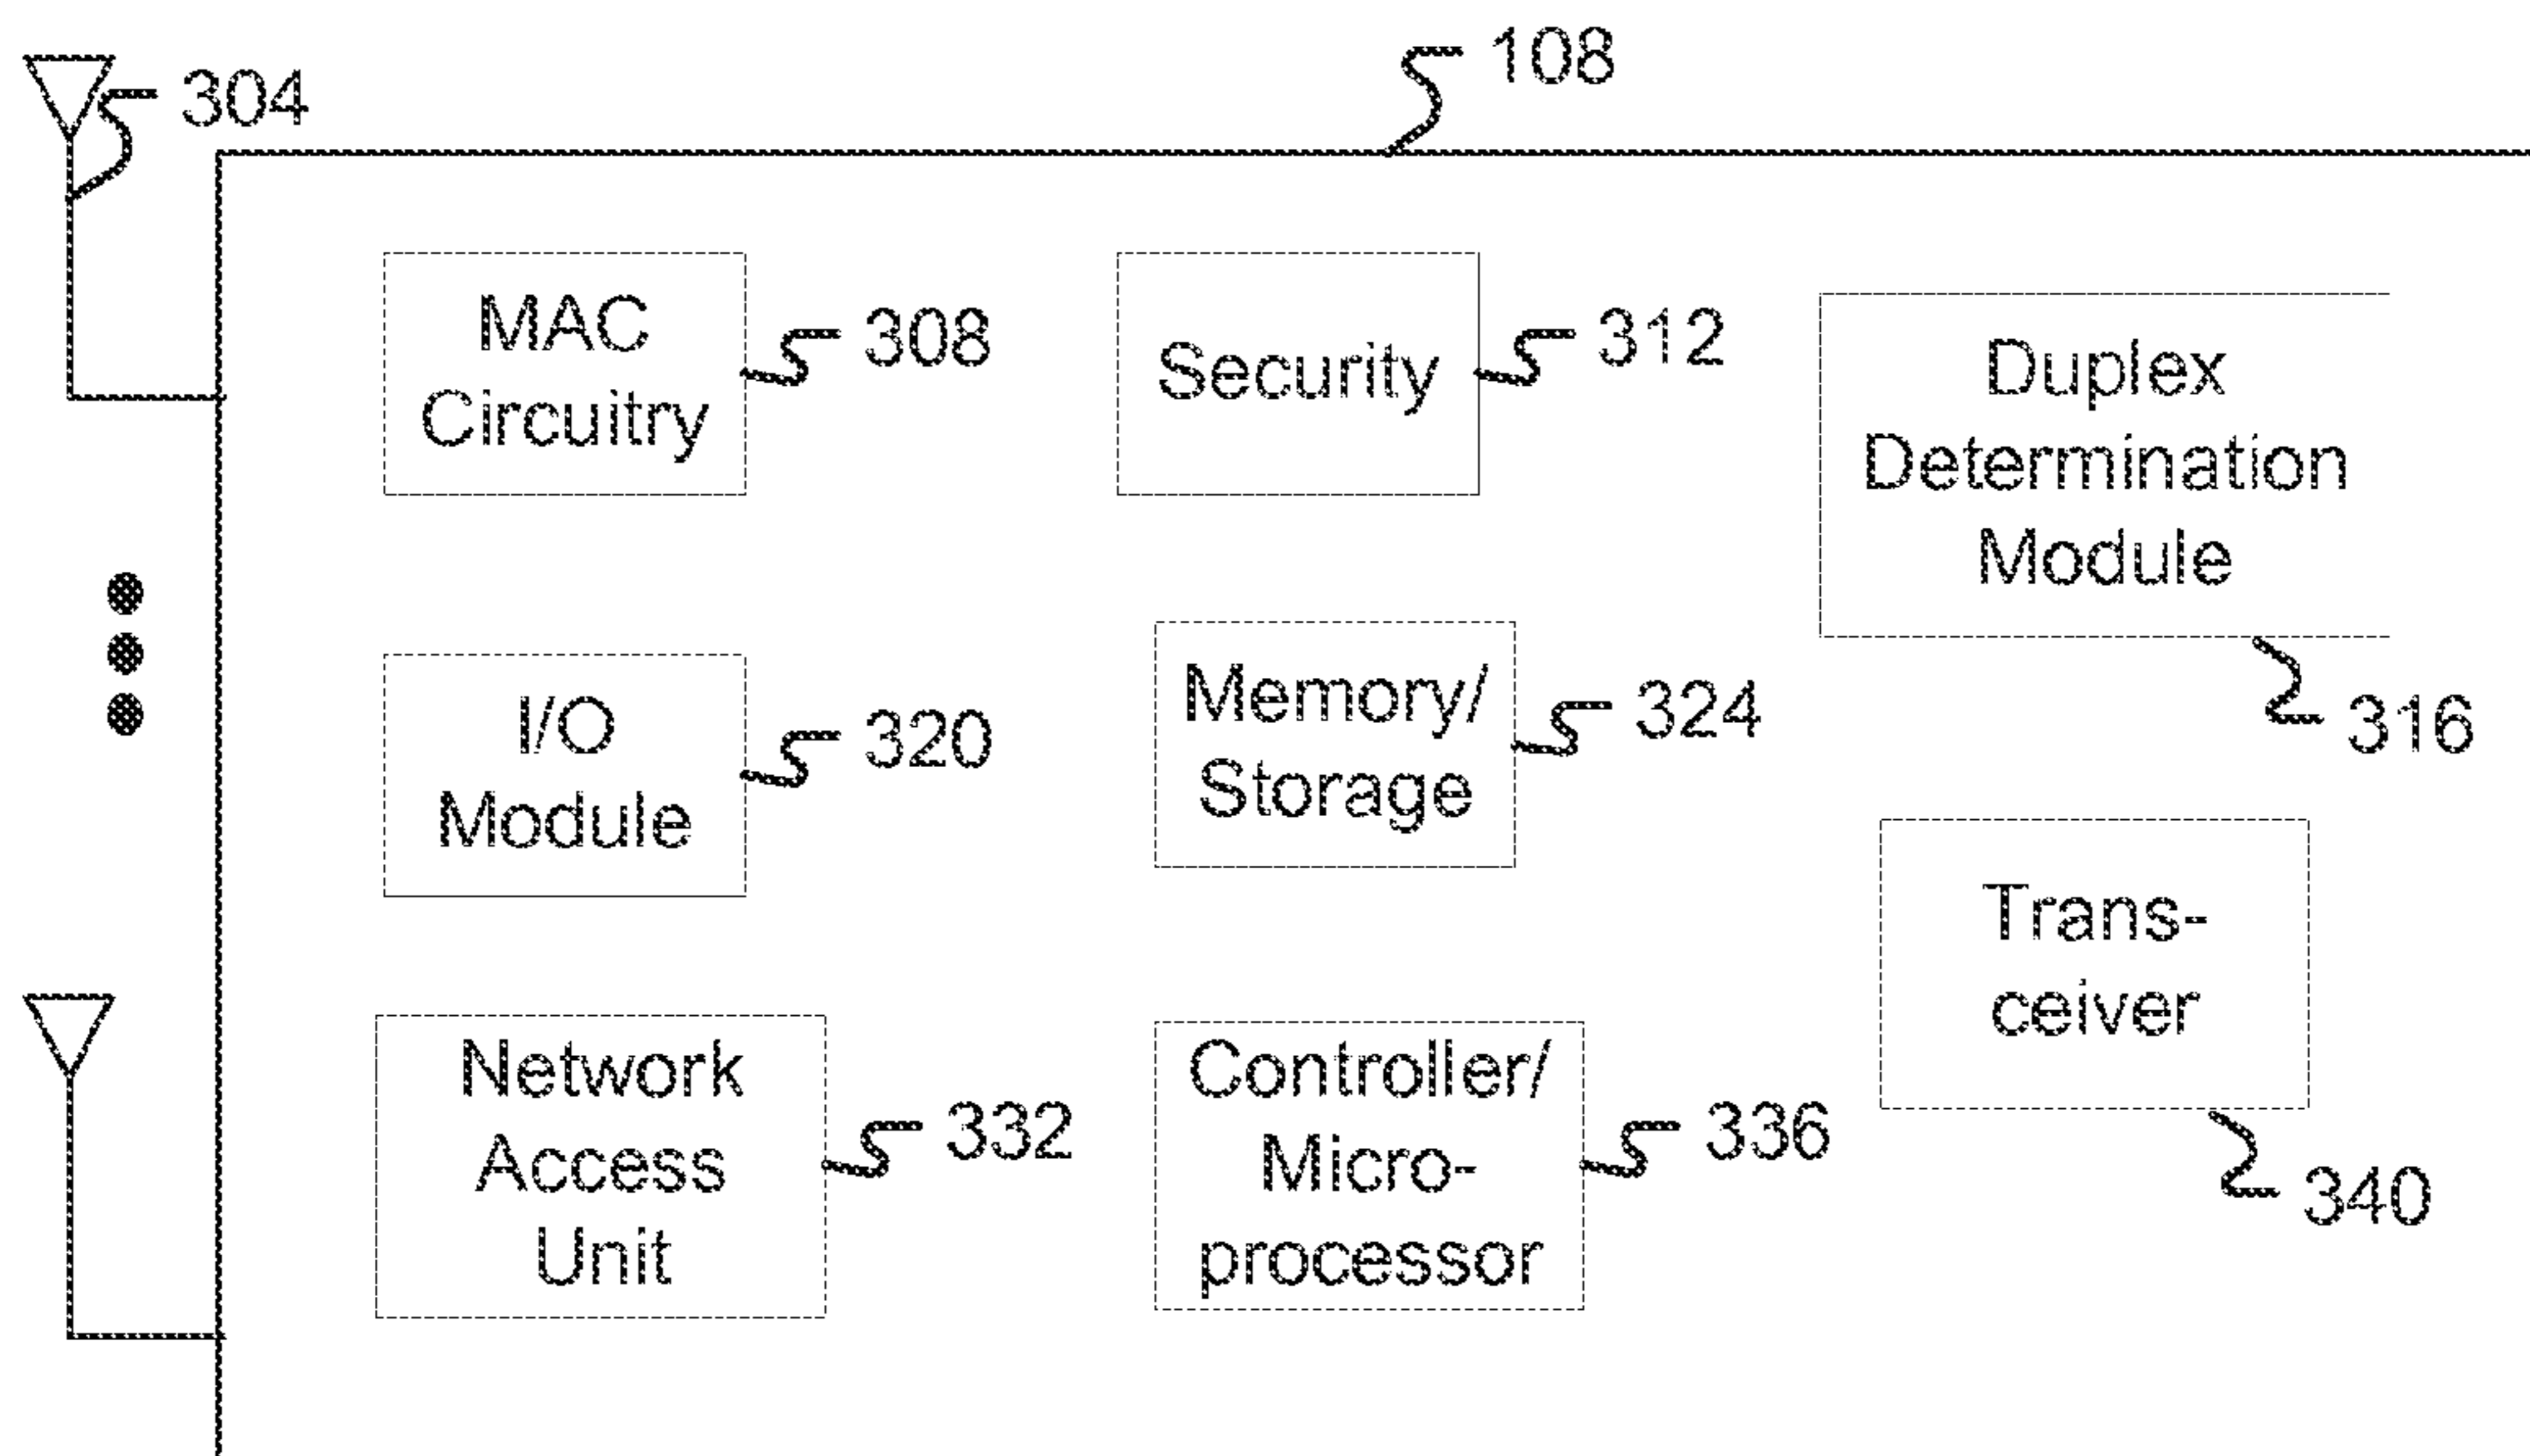 108
304
MAC
Circuitry
308
Security
312
Duplex
Determination
Module
316
I/O
Module
320
Memory/
Storage
324
Trans-
ceiver
340
Network
Access
Unit
332
Controller/
Micro-
processor
336